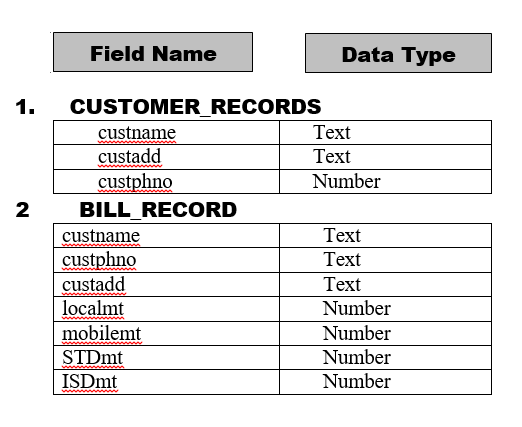 Field Name Data Type
1. CUSTOMER_RECORDS
custname Text
custadd Text
custphno Number
2 BILL_RECORD
custname Text
custphno Text
custadd Text
localmt Number
mobilemt Number
STDmt Number
ISDmt Number